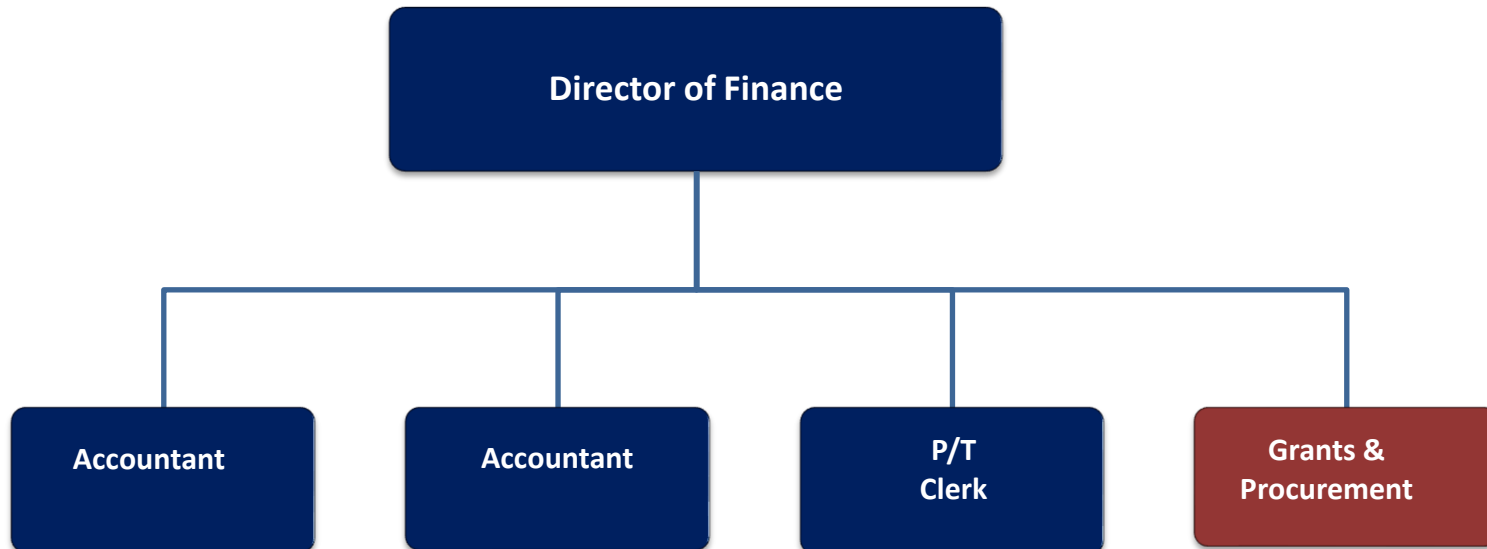 Director of Finance
Accountant
Accountant
P/T
Clerk
Grants &
Procurement